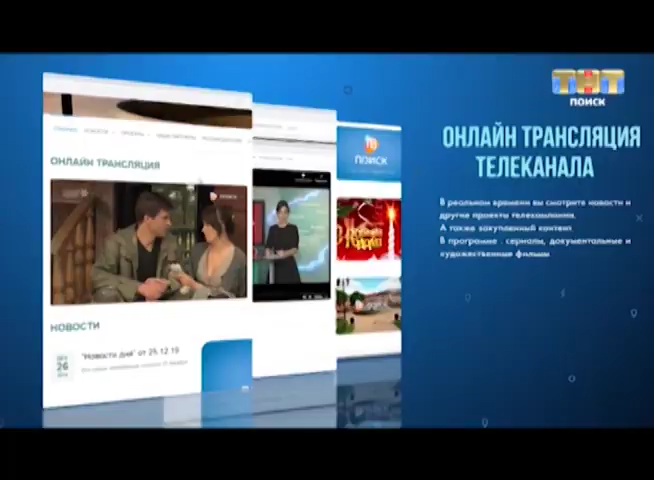 ТНТ
ПОИСК
ОНЛАЙН ТРАНСЛЯЦИЯ
ТЕЛЕКАНАЛА
В реальном времени вы смотрите новости и
другие проекты телекомпании,
А также закупленный контент
В программе : сериалы, документальные и
художественные фильмы
ОНЛАЙН ТРАНСЛЯЦИЯ
ПОИСК
НОВОСТИ
26
"Новости дня" от 25.12.19